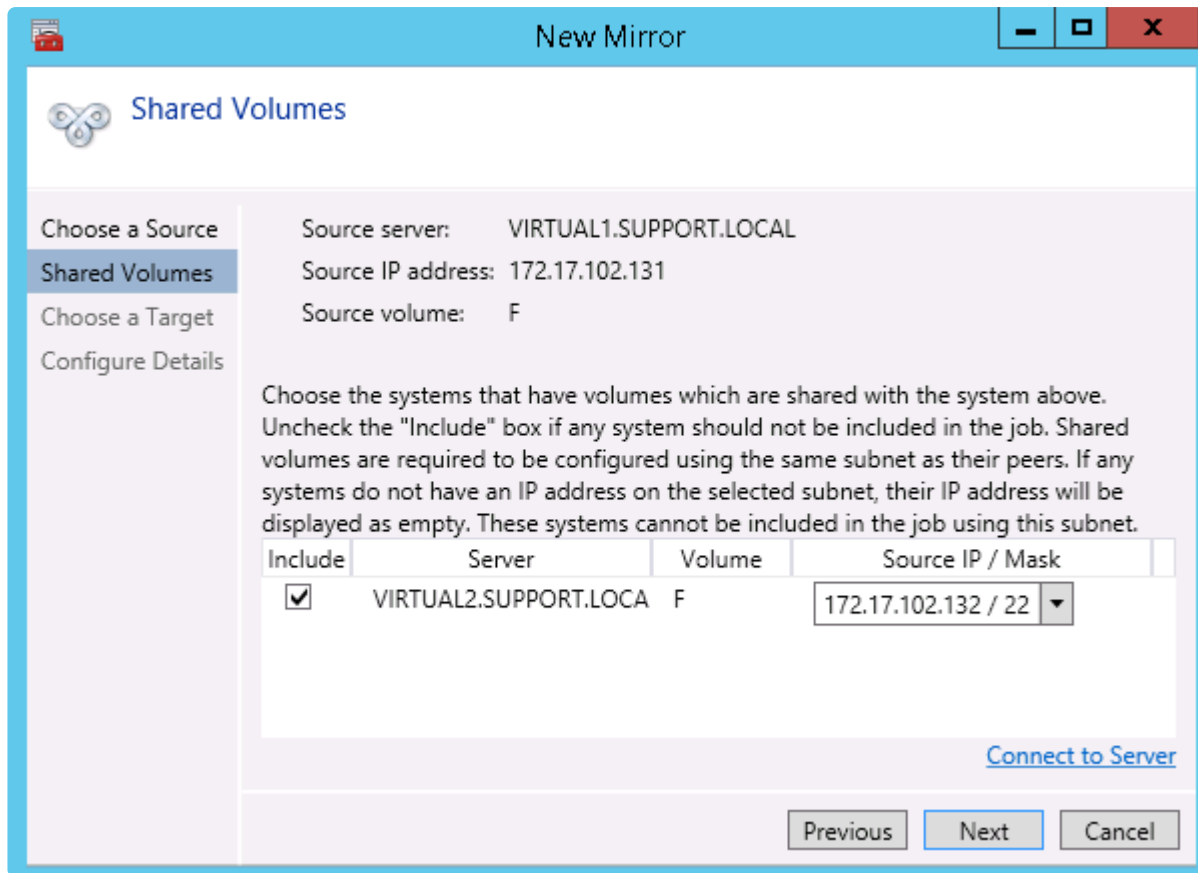 New Mirror
Shared Volumes
Choose a Source
Shared Volumes
Choose a Target
Configure Details
Source server: VIRTUAL1.SUPPORT.LOCAL
Source IP address: 172.17.102.131
Source volume: F
Choose the systems that have volumes which are shared with the system above.
Uncheck the "Include" box if any system should not be included in the job. Shared
volumes are required to be configured using the same subnet as their peers. If any
systems do not have an IP address on the selected subnet, their IP address will be
displayed as empty. These systems cannot be included in the job using this subnet.
Include Server Volume Source IP / Mask
VIRTUAL2.SUPPORT.LOCA F 172.17.102.132 / 22
Connect to Server
Previous Next Cancel